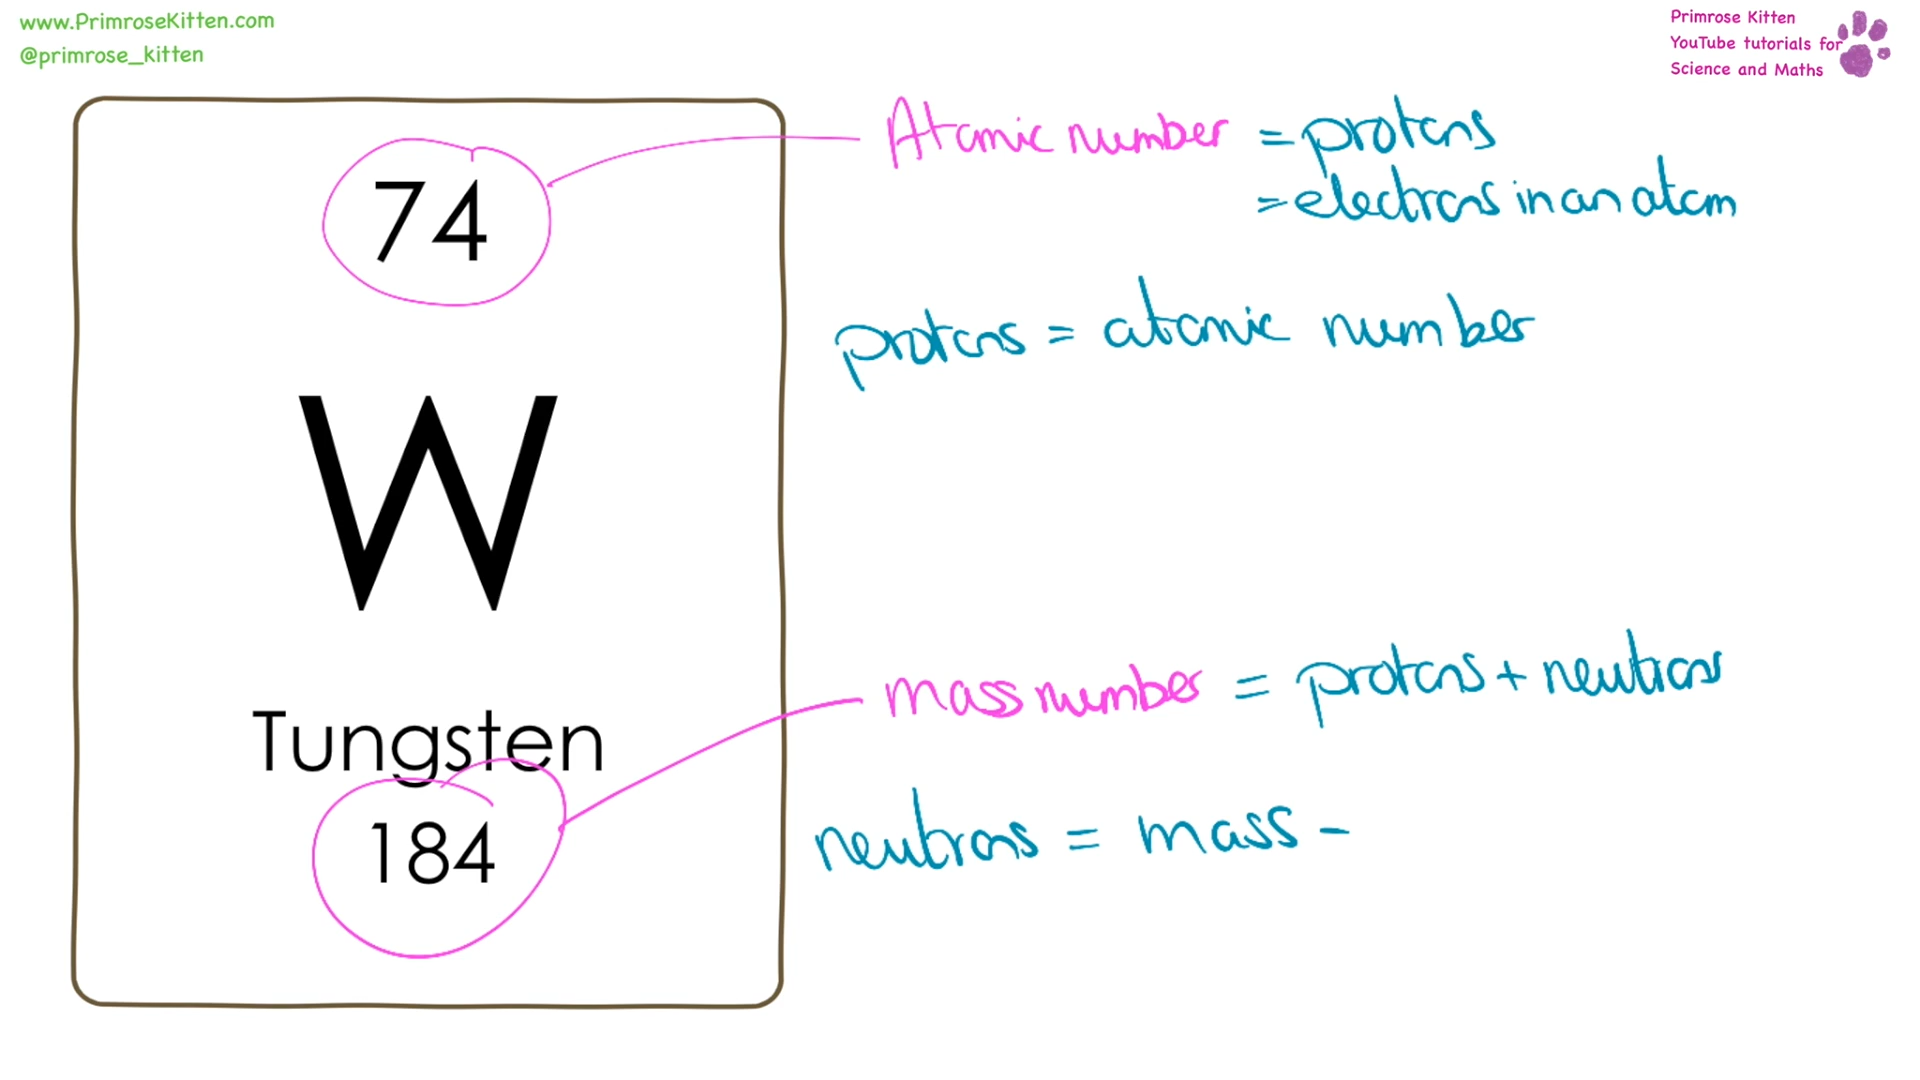 www.PrimroseKitten.com
@primrose_kitten
Primrose Kitten
YouTube tutorials for
Science and Maths
74
W
Tungsten
184
Atomic number = protons
= electrons in an atom
protons = atomic number
mass number = protons + neutrons
neutrons = mass -